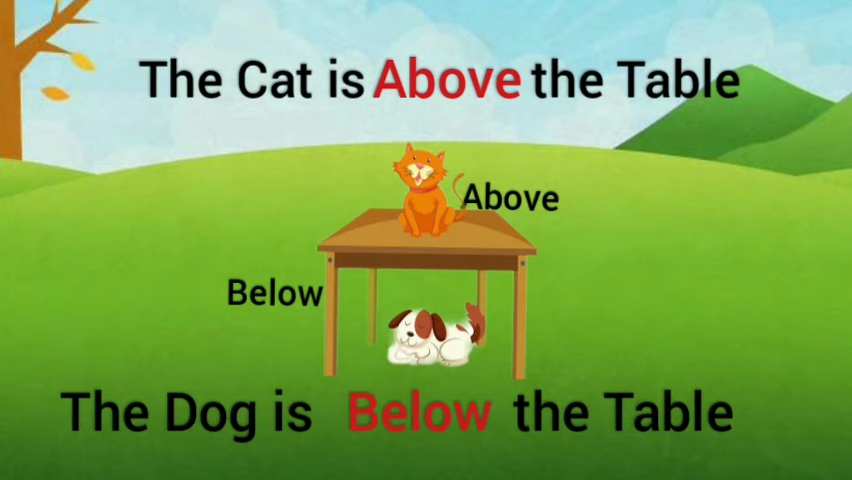 The Cat is Above the Table
Above
Below
The Dog is Below the Table